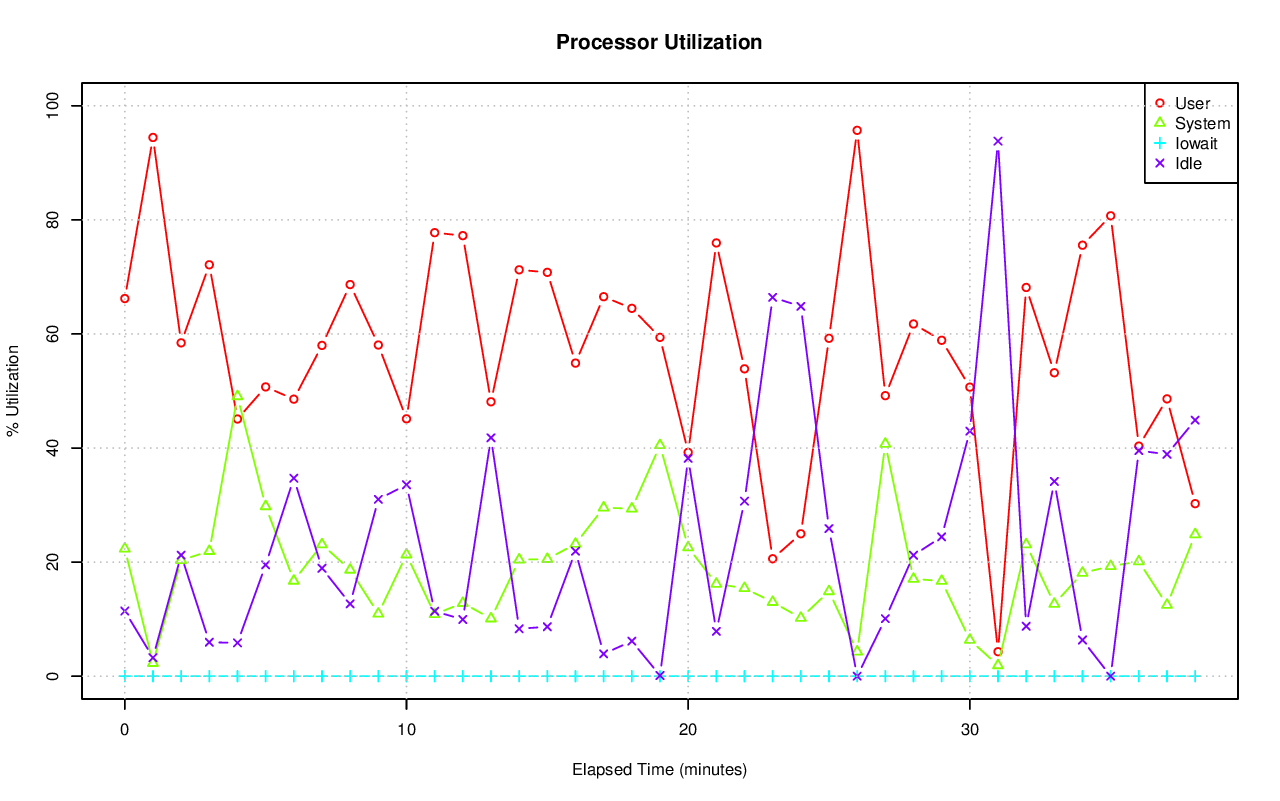 Processor Utilization
100
80
60
40
20
0
% Utilization
User
System
Iowait
Idle
0 10 20 30
Elapsed Time (minutes)